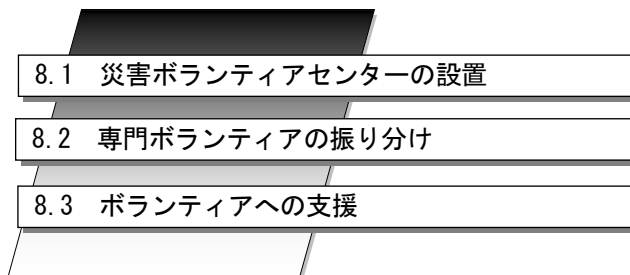 8.1 災害ボランティアセンターの設置
8.2 専門ボランティアの振り分け
8.3 ボランティアへの支援